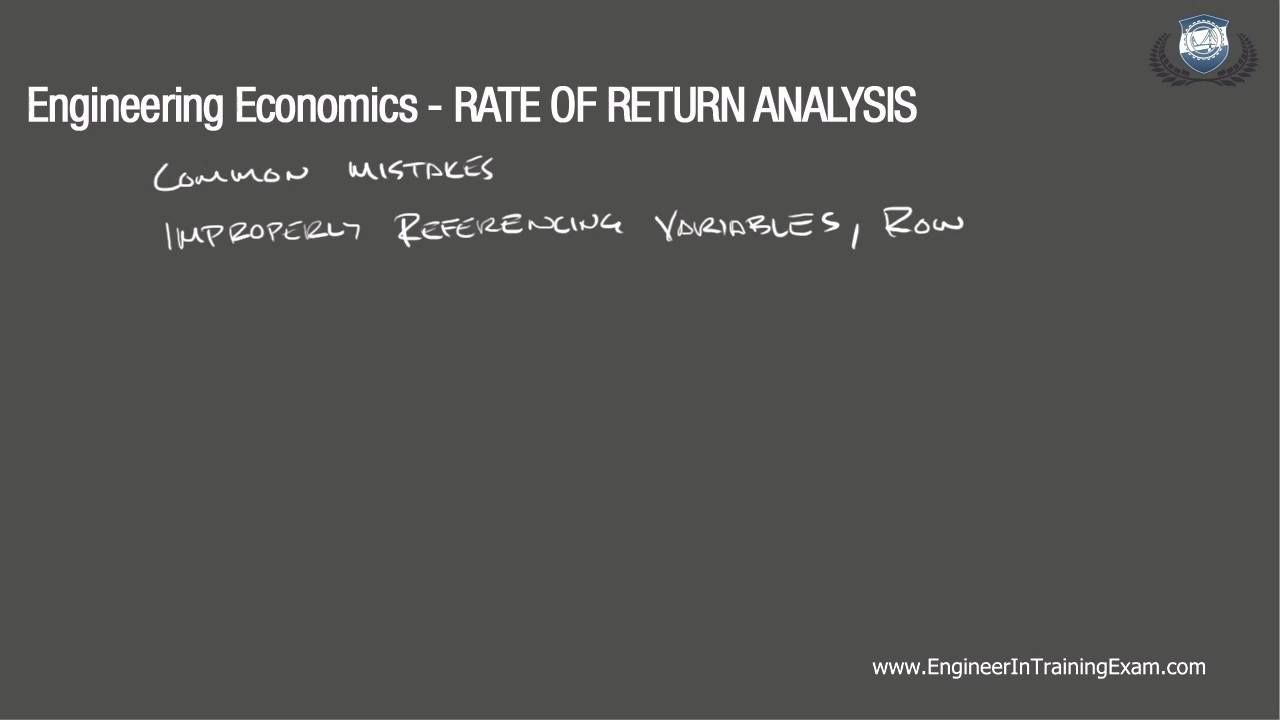 Engineering Economics - RATE OF RETURN ANALYSIS
COMMON MISTAKES
IMPROPERLY REFERENCING VARIABLES, ROW
www.EngineerInTrainingExam.com